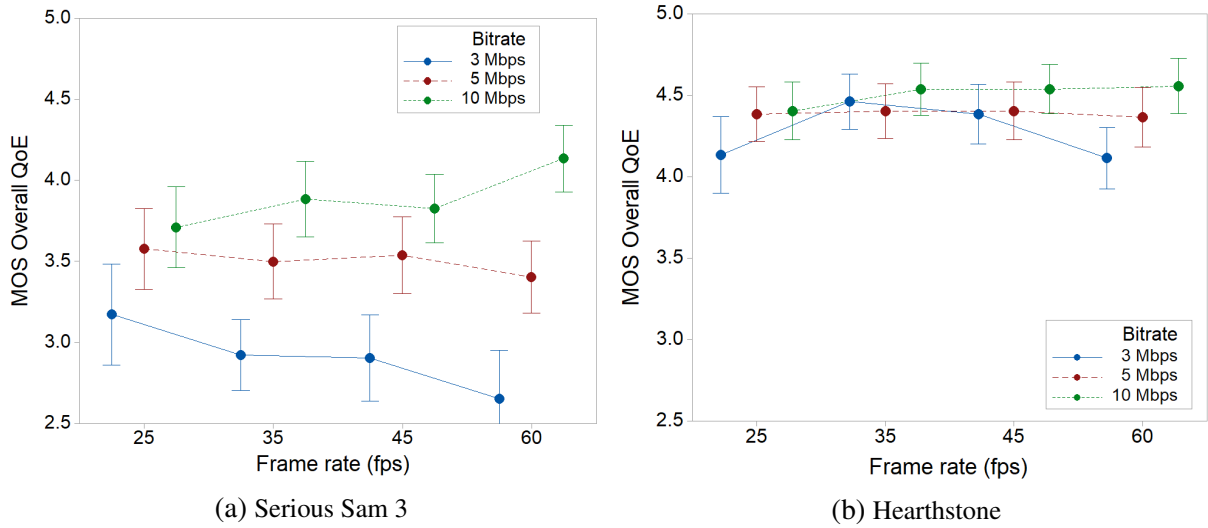 5.0
4.5
4.0
3.5
3.0
2.5
MOS Overall QoE
Bitrate
3 Mbps
5 Mbps
10 Mbps
25
35
45
60
Frame rate (fps)
(a) Serious Sam 3
5.0
4.5
4.0
3.5
3.0
2.5
MOS Overall QoE
Bitrate
3 Mbps
5 Mbps
10 Mbps
25
35
45
60
Frame rate (fps)
(b) Hearthstone